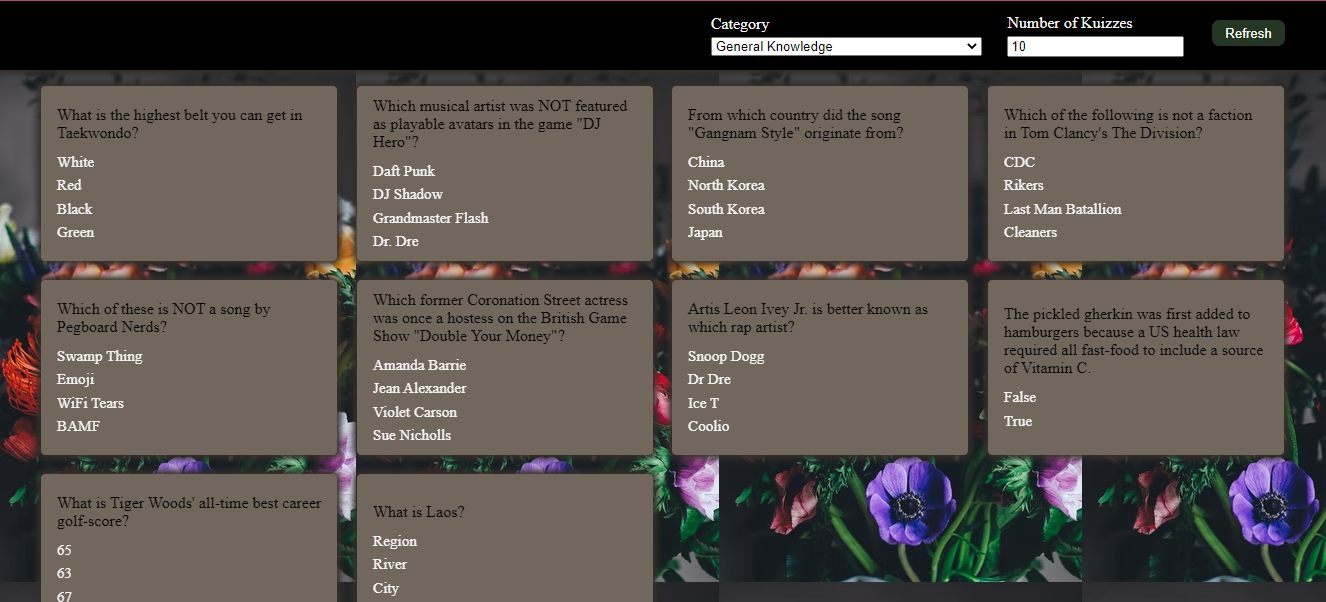 Category
Number of Kuizzes
General Knowledge
10
Refresh
What is the highest belt you can get in
Taekwondo?
White
Red
Black
Green
Which musical artist was NOT featured
as playable avatars in the game "DJ
Hero"?
Daft Punk
DJ Shadow
Grandmaster Flash
Dr. Dre
From which country did the song
"Gangnam Style" originate from?
China
North Korea
South Korea
Japan
Which of the following is not a faction
in Tom Clancy's The Division?
CDC
Rikers
Last Man Batallion
Cleaners
Which of these is NOT a song by
Pegboard Nerds?
Swamp Thing
Emoji
WiFi Tears
BAMF
Which former Coronation Street actress
was once a hostess on the British Game
Show "Double Your Money"?
Amanda Barrie
Jean Alexander
Violet Carson
Sue Nicholls
Artis Leon Ivey Jr. is better known as
which rap artist?
Snoop Dogg
Dr Dre
Ice T
Coolio
The pickled gherkin was first added to
hamburgers because a US health law
required all fast-food to include a source
of Vitamin C.
False
True
What is Tiger Woods' all-time best career
golf-score?
65
63
67
What is Laos?
Region
River
City